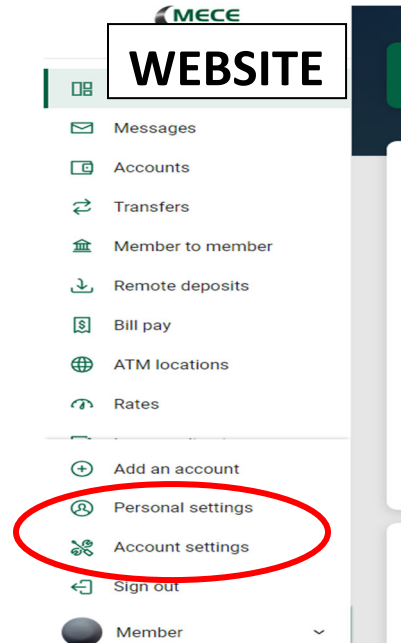 MECE
WEBSITE
Messages
Accounts
Transfers
Member to member
Remote deposits
Bill pay
ATM locations
Rates
Add an account
Personal settings
Account settings
Sign out
Member